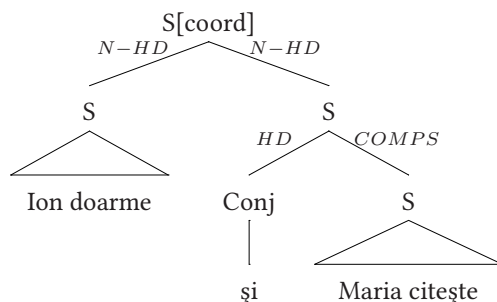 S[coord]
N−HD N−HD
S S
HD COMPS
Ion doarme Conj S
și Maria citește